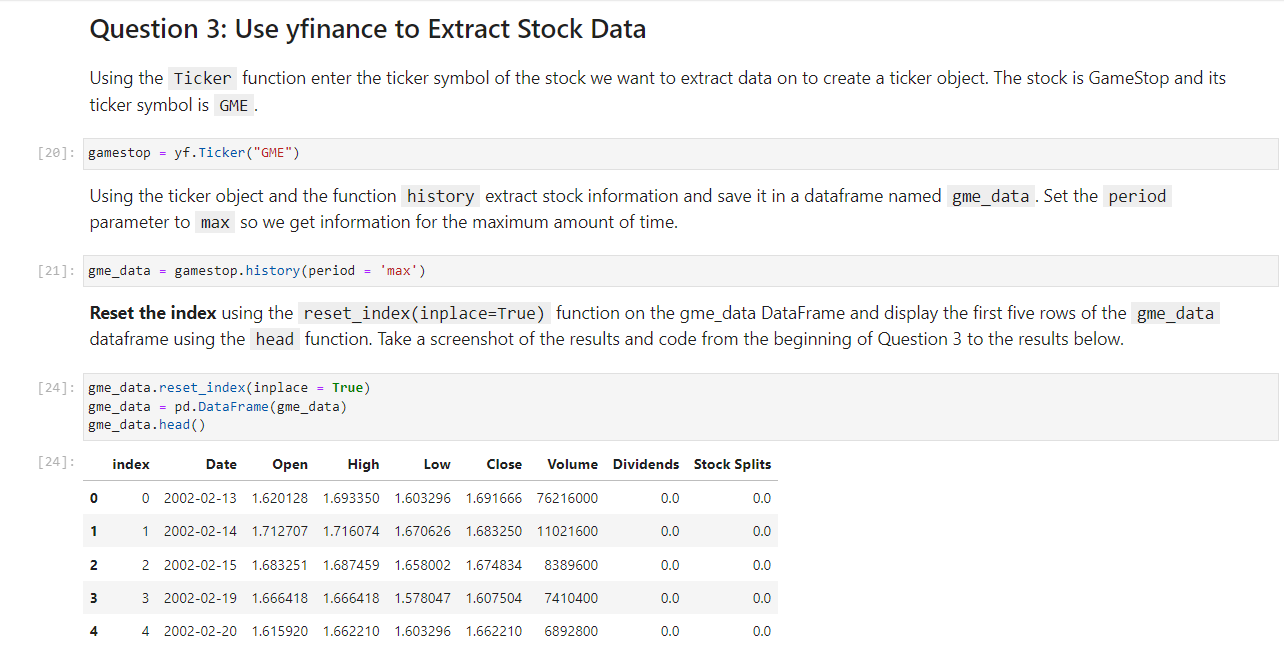 Question 3: Use yfinance to Extract Stock Data
Using the Ticker function enter the ticker symbol of the stock we want to extract data on to create a ticker object. The stock is GameStop and its
ticker symbol is GME .
[20]: gamestop = yf.Ticker("GME")
Using the ticker object and the function history extract stock information and save it in a dataframe named gme_data . Set the period
parameter to max so we get information for the maximum amount of time.
[21]: gme_data = gamestop.history(period = 'max')
Reset the index using the reset_index(inplace=True) function on the gme_data DataFrame and display the first five rows of the gme_data
dataframe using the head function. Take a screenshot of the results and code from the beginning of Question 3 to the results below.
[24]: gme_data.reset_index(inplace = True)
gme_data = pd.DataFrame(gme_data)
gme_data.head()
[24]: index Date Open High Low Close Volume Dividends Stock Splits
0 0 2002-02-13 1.620128 1.693350 1.603296 1.691666 76216000 0.0 0.0
1 1 2002-02-14 1.712707 1.716074 1.670626 1.683250 11021600 0.0 0.0
2 2 2002-02-15 1.683251 1.687459 1.658002 1.674834 8389600 0.0 0.0
3 3 2002-02-19 1.666418 1.666418 1.578047 1.607504 7410400 0.0 0.0
4 4 2002-02-20 1.615920 1.662210 1.603296 1.662210 6892800 0.0 0.0